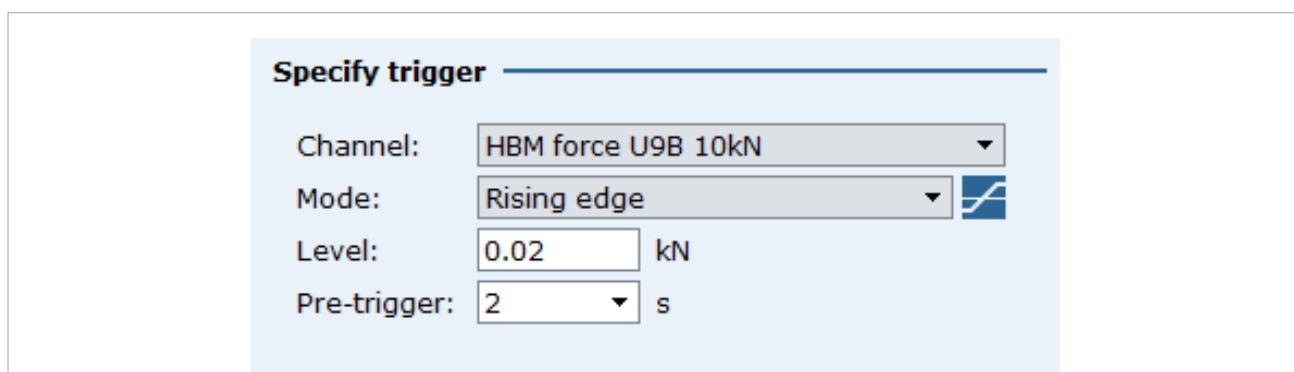 Specify trigger
Channel: HBM force U9B 10kN
Mode: Rising edge
Level: 0.02 kN
Pre-trigger: 2 s